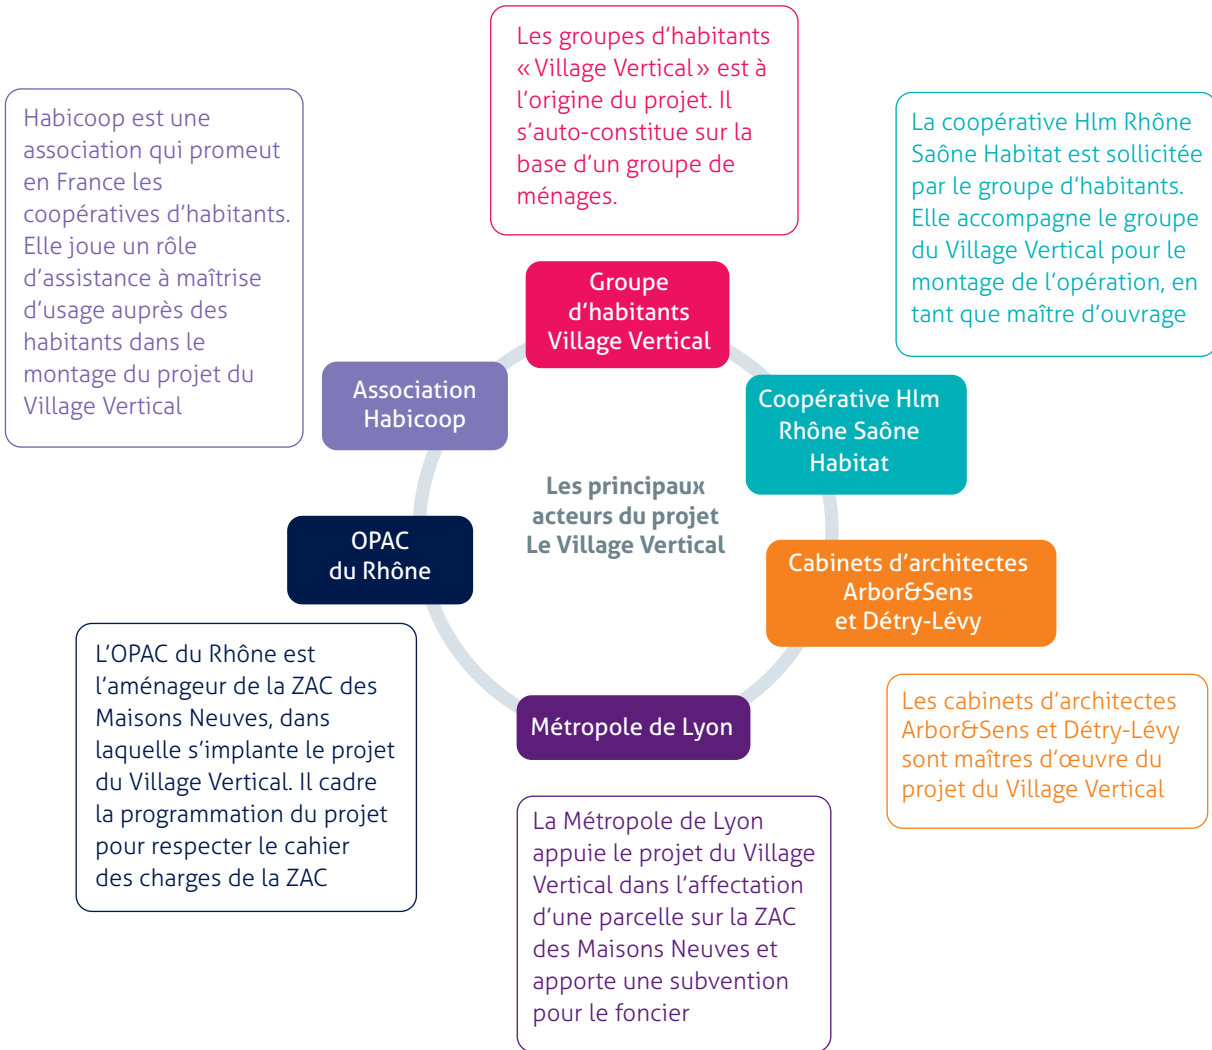 Les groupes d’habitants
« Village Vertical » est à
l’origine du projet. Il
s’auto-constitue sur la
base d’un groupe de
ménages.
Habicoop est une
association qui promeut
en France les
coopératives d’habitants.
Elle joue un rôle
d’assistance à maîtrise
d’usage auprès des
habitants dans le
montage du projet du
Village Vertical
La coopérative Hlm Rhône
Saône Habitat est sollicitée
par le groupe d’habitants.
Elle accompagne le groupe
du Village Vertical pour le
montage de l’opération, en
tant que maître d’ouvrage
Groupe
d’habitants
Village Vertical
Association
Habicoop
Coopérative Hlm
Rhône Saône
Habitat
Les principaux
acteurs du projet
Le Village Vertical
OPAC
du Rhône
Cabinets d’architectes
Arbor&Sens
et Détry-Lévy
Métropole de Lyon
L’OPAC du Rhône est
l’aménageur de la ZAC des
Maisons Neuves, dans
laquelle s’implante le projet
du Village Vertical. Il cadre
la programmation du projet
pour respecter le cahier
des charges de la ZAC
Les cabinets d’architectes
Arbor&Sens et Détry-Lévy
sont maîtres d’œuvre du
projet du Village Vertical
La Métropole de Lyon
appuie le projet du Village
Vertical dans l’affectation
d’une parcelle sur la ZAC
des Maisons Neuves et
apporte une subvention
pour le foncier